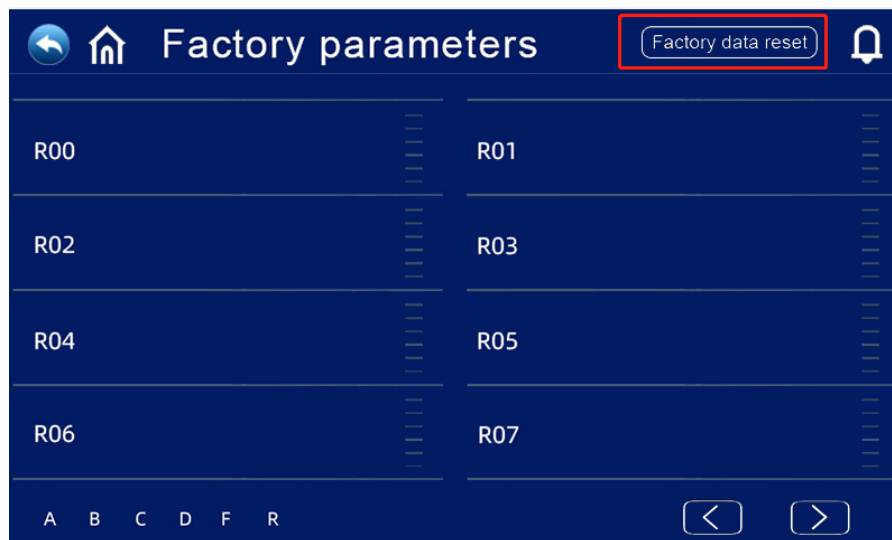 Factory parameters Factory data reset
R00 R01
R02 R03
R04 R05
R06 R07
A B C D F R